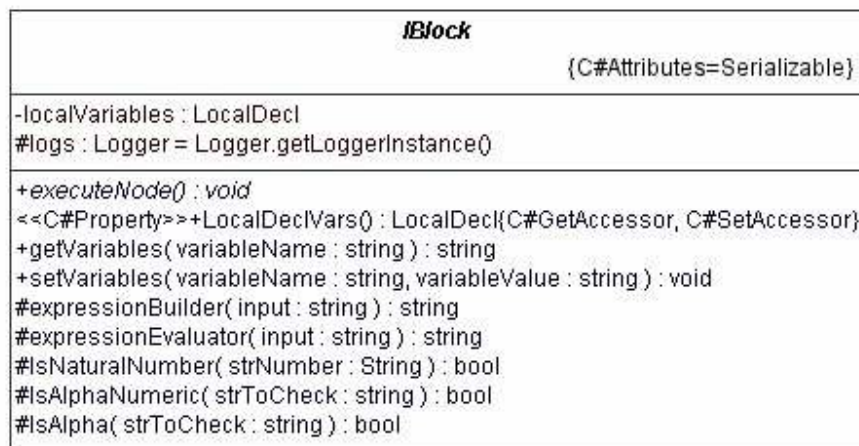 IBlock
{C#Attributes=Serializable}
-localVariables : LocalDecl
#logs : Logger = Logger.getLoggerInstance()
+executeNode() : void
<<C#Property>>+LocalDeclVars() : LocalDecl{C#GetAccessor, C#SetAccessor}
+getVariables( variableName : string ) : string
+setVariables( variableName : string, variableValue : string ) : void
#expressionBuilder( input : string ) : string
#expressionEvaluator( input : string ) : string
#IsNaturalNumber( strNumber : String ) : bool
#IsAlphaNumeric( strToCheck : string ) : bool
#IsAlpha( strToCheck : string ) : bool